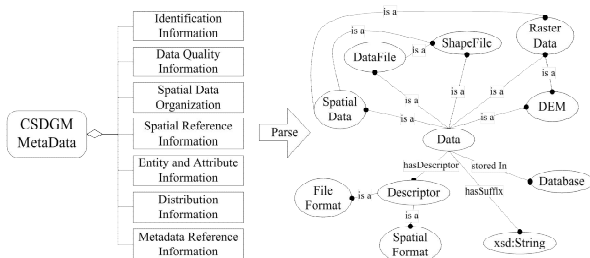 CSDGM
MetaData
Identification
Information
Data Quality
Information
Spatial Data
Organization
Spatial Reference
Information
Entity and Attribute
Information
Distribution
Information
Metadata Reference
Information
Parse
is a
is a
is a
DataFile
ShapeFile
Raster
Data
is a
is a
is a
Spatial
Data
is a
is a
is a
DEM
Data
hasDescriptor
stored In
hasSuffix
File
Format
is a
Descriptor
Database
is a
Spatial
Format
xsd:String